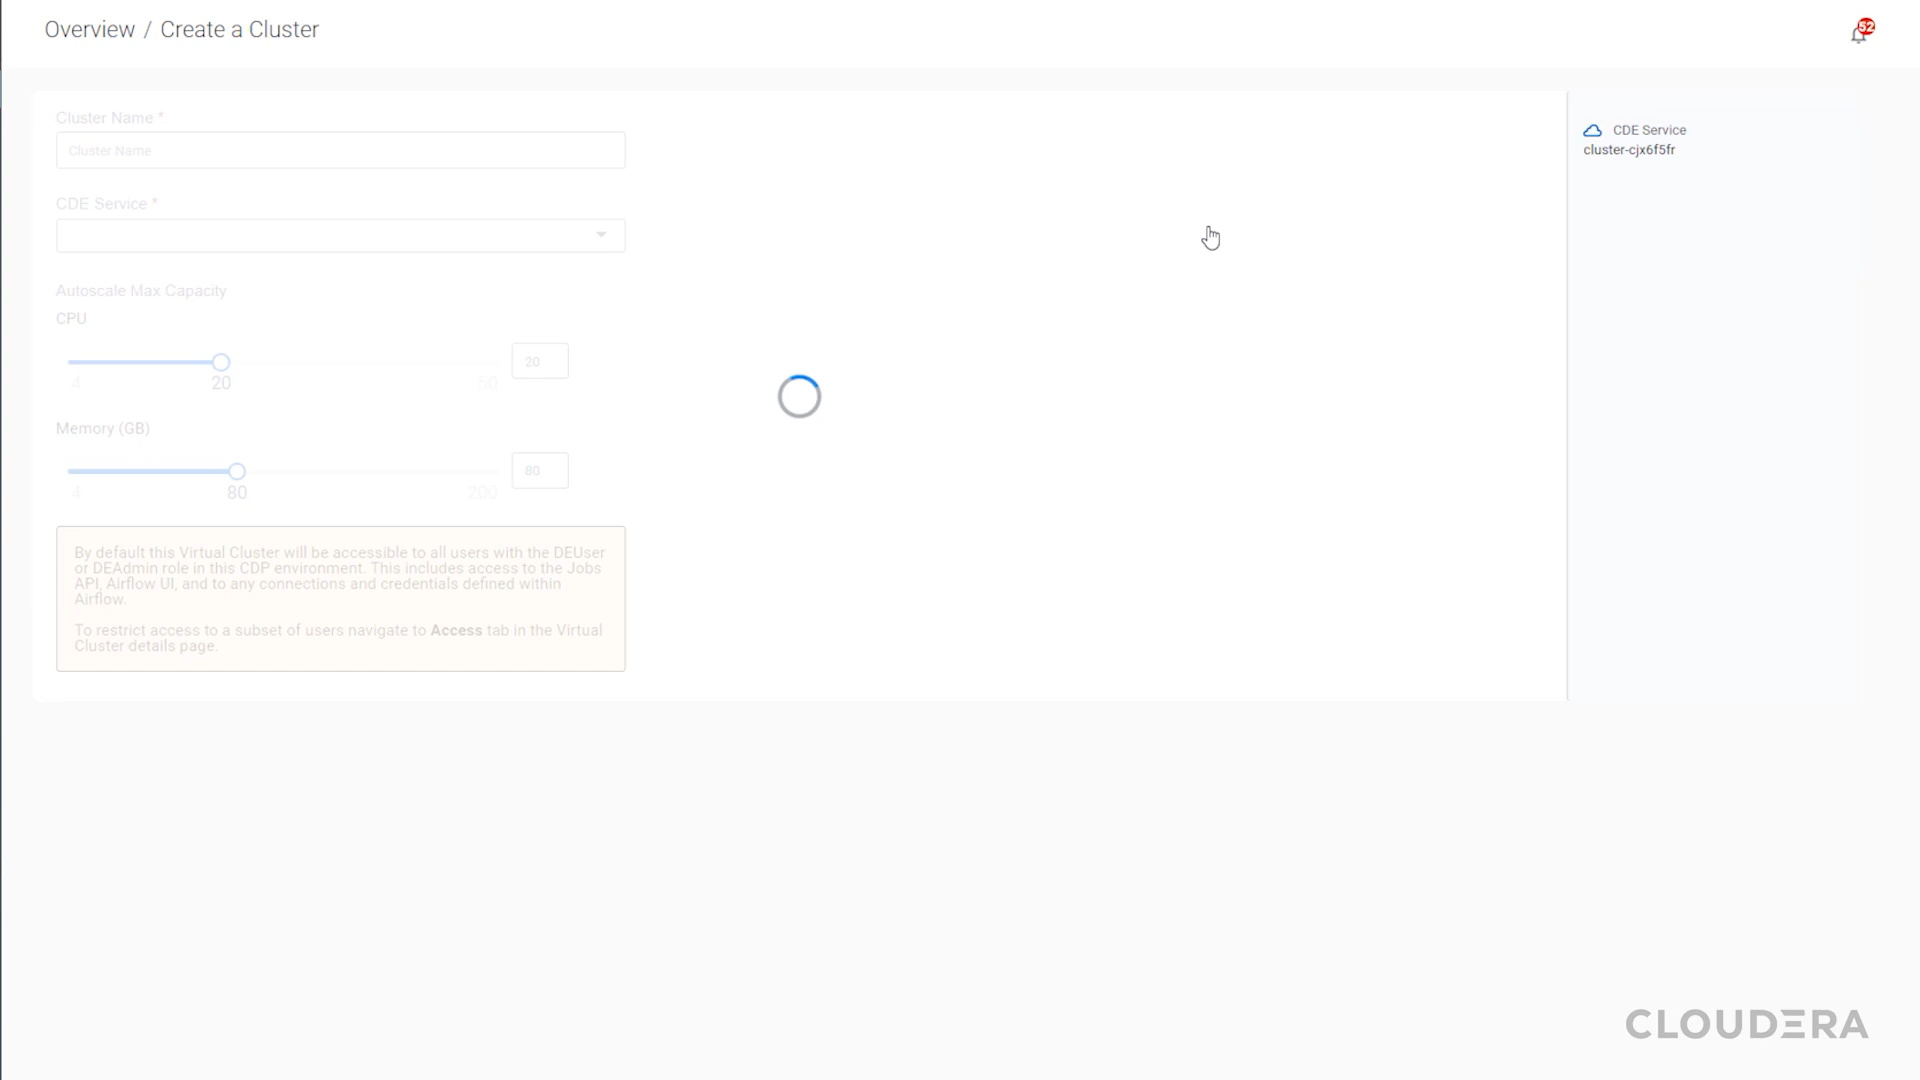 Overview / Create a Cluster
52
Cluster Name *
Cluster Name
CDE Service *
Autoscale Max Capacity
CPU
20
4
20
50
Memory (GB)
80
4
80
200
By default this Virtual Cluster will be accessible to all users with the DEUser
or DEAdmin role in this CDP environment. This includes access to the Jobs
API, Airflow UI, and to any connections and credentials defined within
Airflow.
To restrict access to a subset of users navigate to Access tab in the Virtual
Cluster details page.
CDE Service
cluster-cjx6f5fr
CLOUDERA